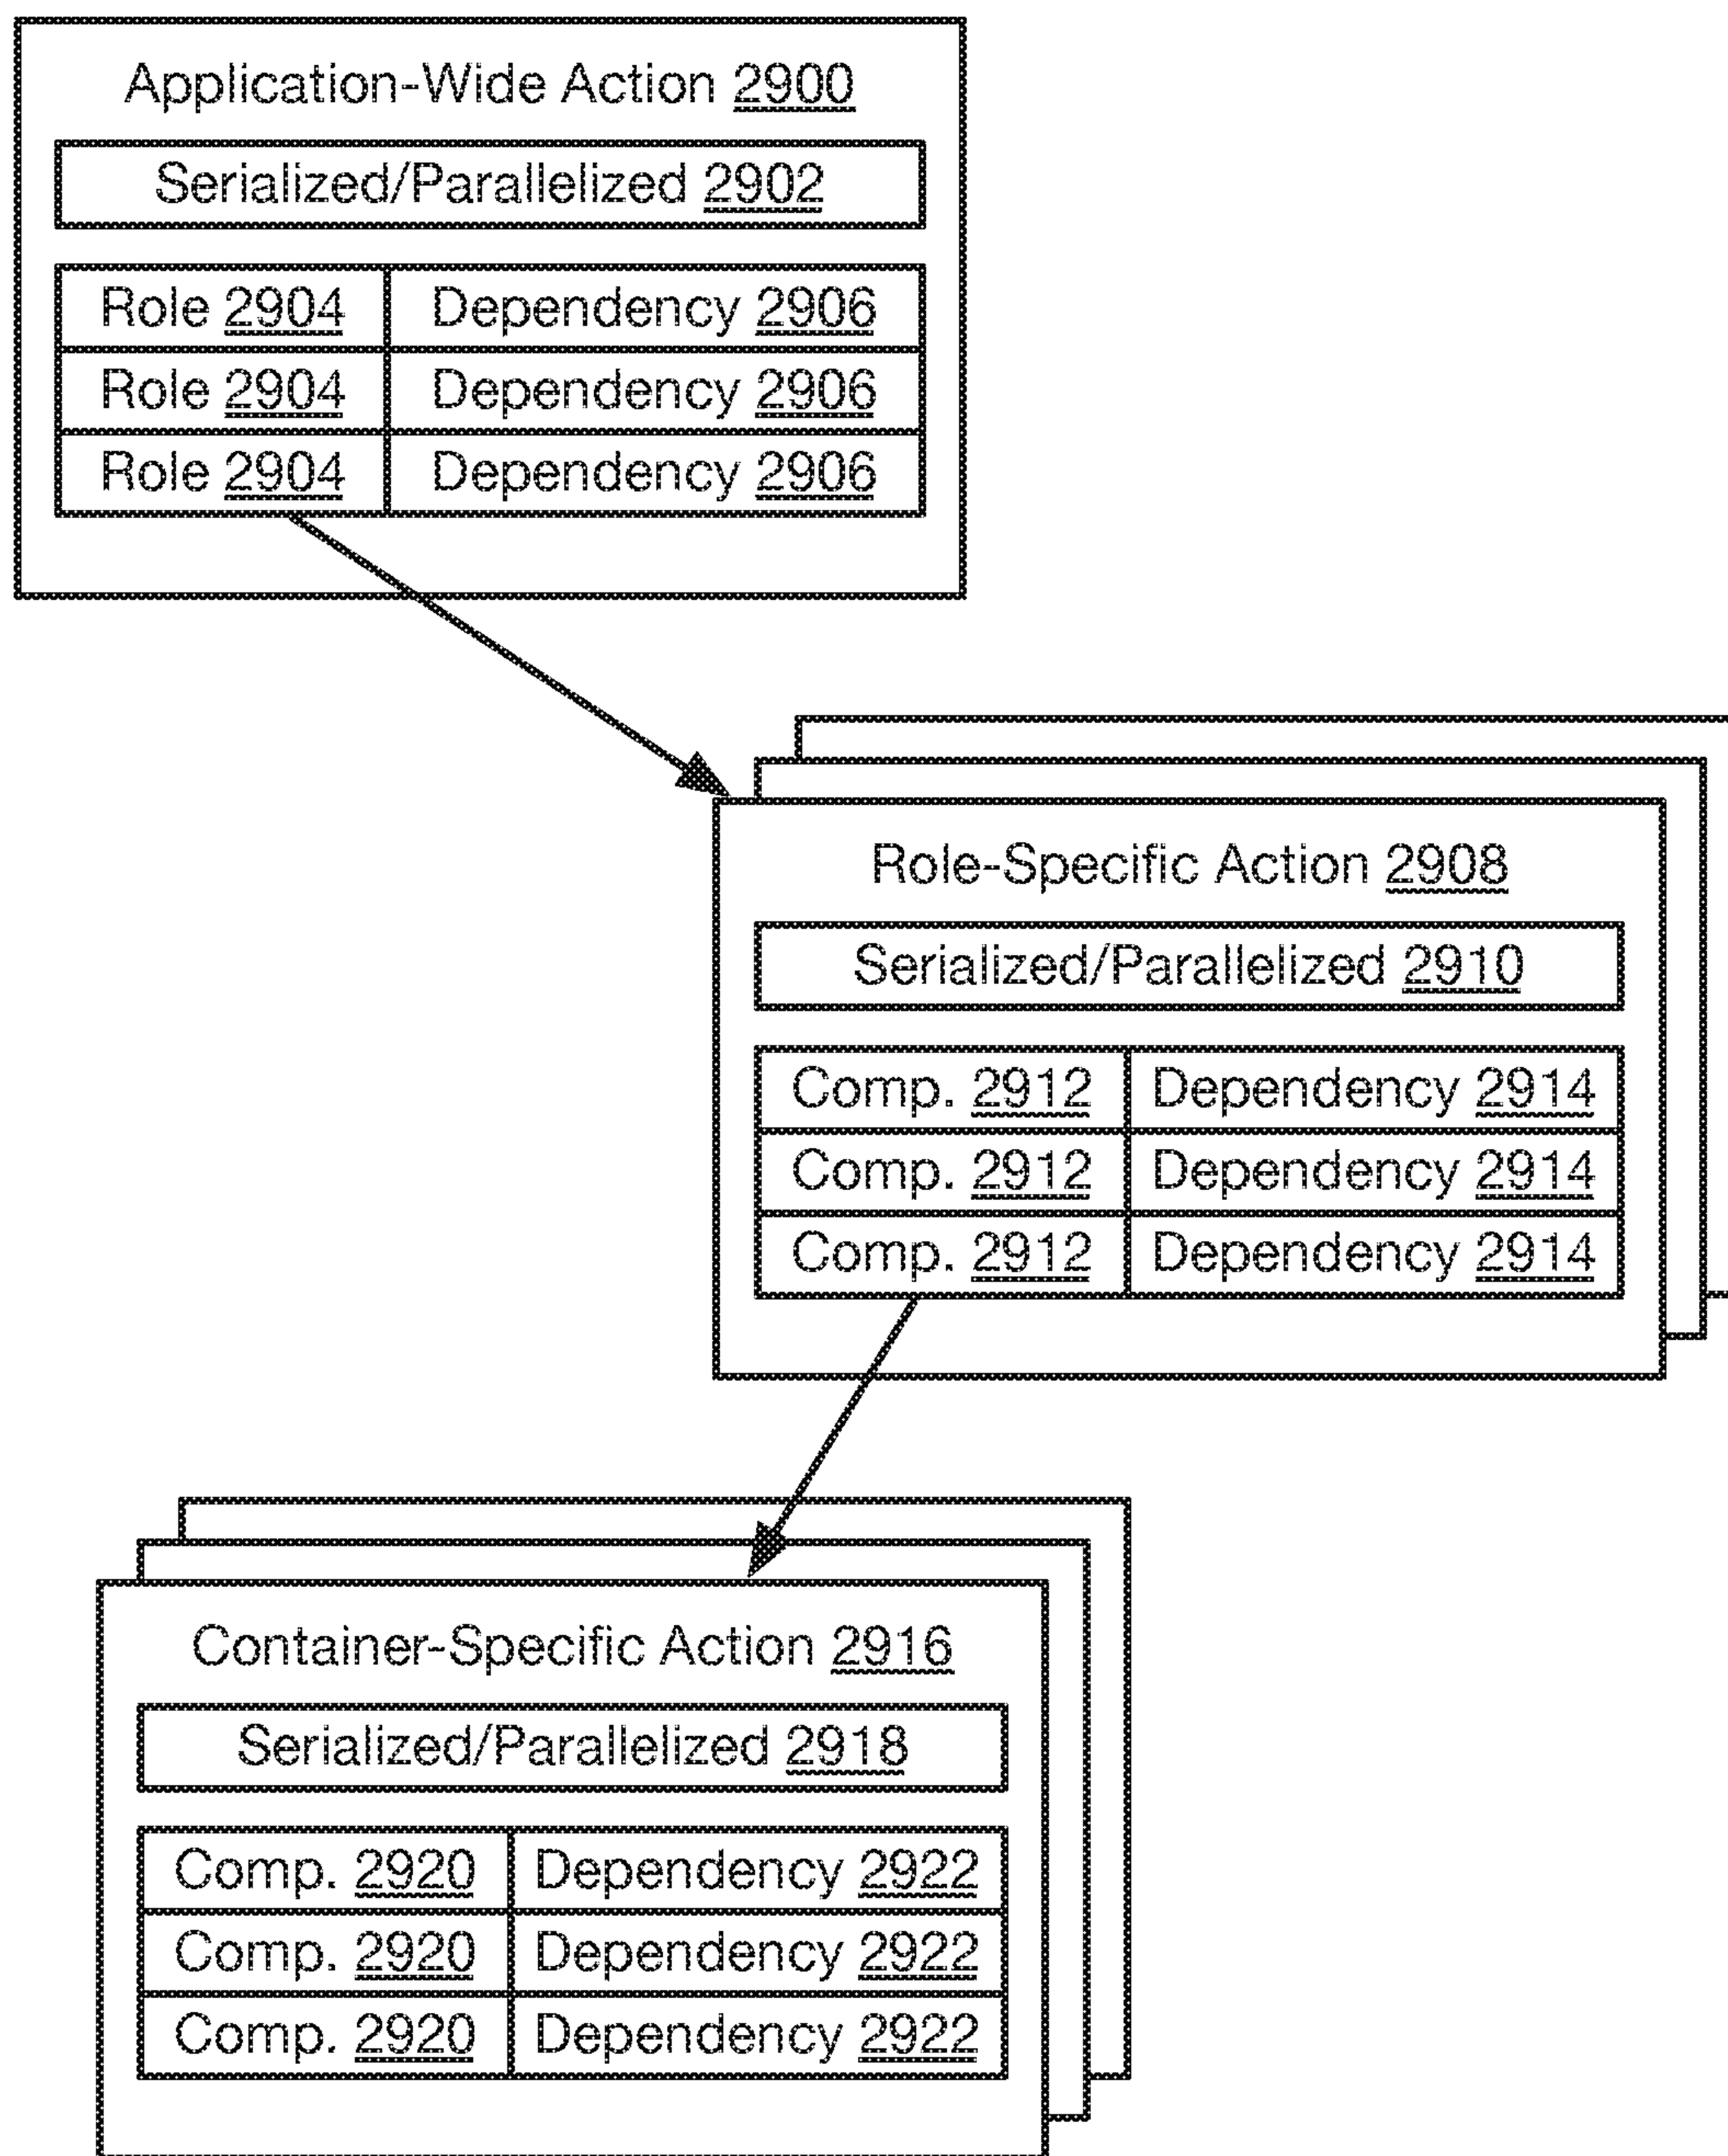 Application-Wide Action 2900
Serialized/Parallelized 2902
Role 2904 Dependency 2906
Role 2904 Dependency 2906
Role 2904 Dependency 2906
Role-Specific Action 2908
Serialized/Parallelized 2910
Comp. 2912 Dependency 2914
Comp. 2912 Dependency 2914
Comp. 2912 Dependency 2914
Container-Specific Action 2916
Serialized/Parallelized 2918
Comp. 2920 Dependency 2922
Comp. 2920 Dependency 2922
Comp. 2920 Dependency 2922